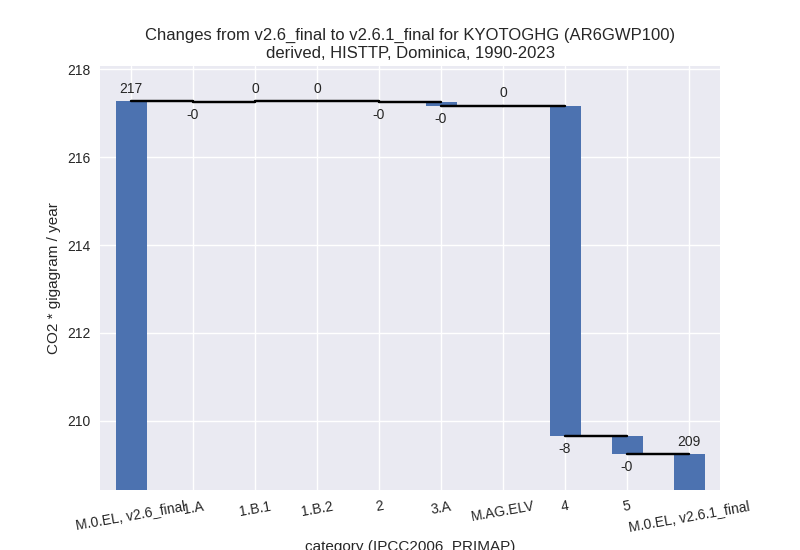 Changes from v2.6_final to v2.6.1_final for KYOTOGHG (AR6GWP100)
derived, HISTTP, Dominica, 1990-2023
CO2 * gigagram / year
218
216
214
212
210
217
-0
0
0
-0
-0
0
-8
-0
209
M.0.EL, v2.6_final
1.A
1.B.1
1.B.2
2
3.A
M.AG.ELV
4
5
M.0.EL, v2.6.1_final
category (IPCC2006_PRIMAP)